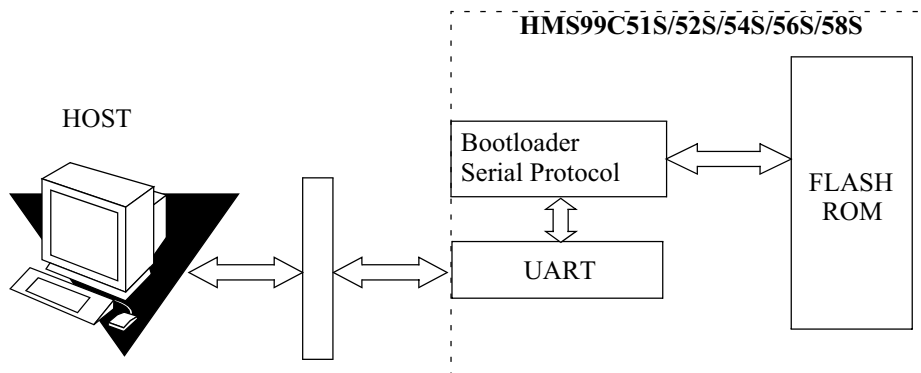 HMS99C51S/52S/54S/56S/58S
HOST
Bootloader
Serial Protocol
FLASH
ROM
UART